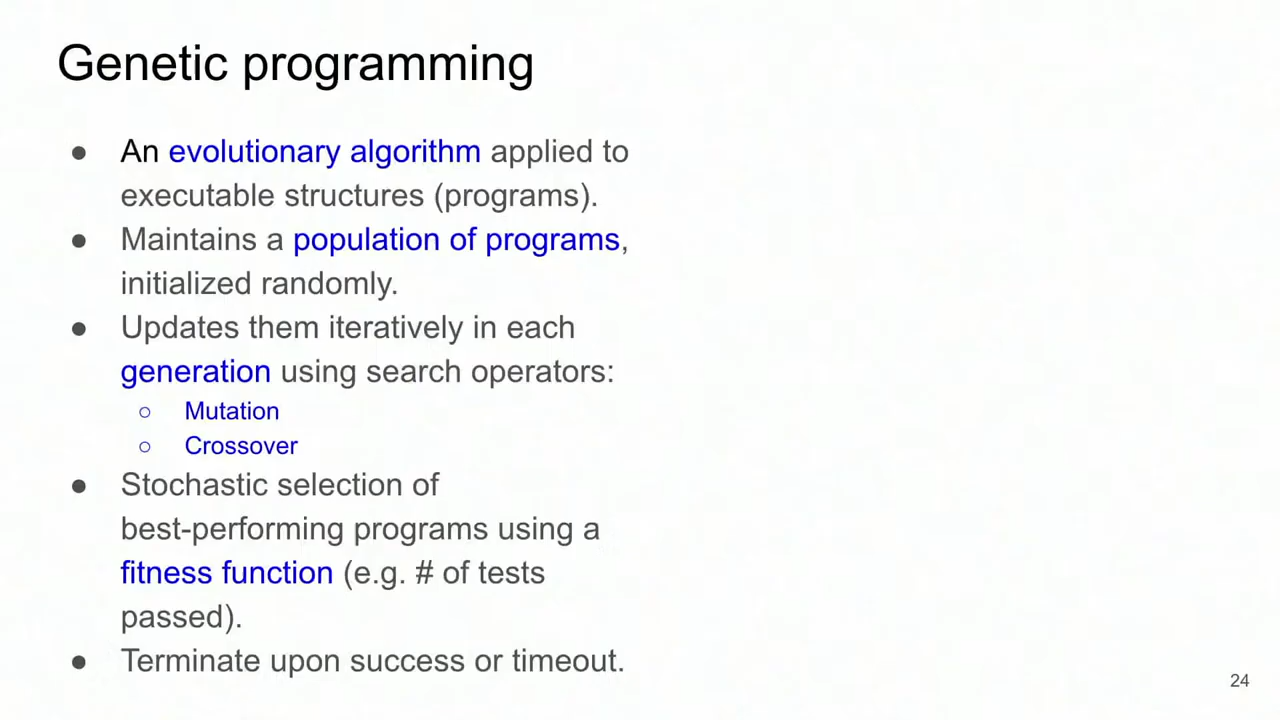 Genetic programming
● An evolutionary algorithm applied to
executable structures (programs).
● Maintains a population of programs,
initialized randomly.
● Updates them iteratively in each
generation using search operators:
○ Mutation
○ Crossover
● Stochastic selection of
best-performing programs using a
fitness function (e.g. # of tests
passed).
● Terminate upon success or timeout.
24